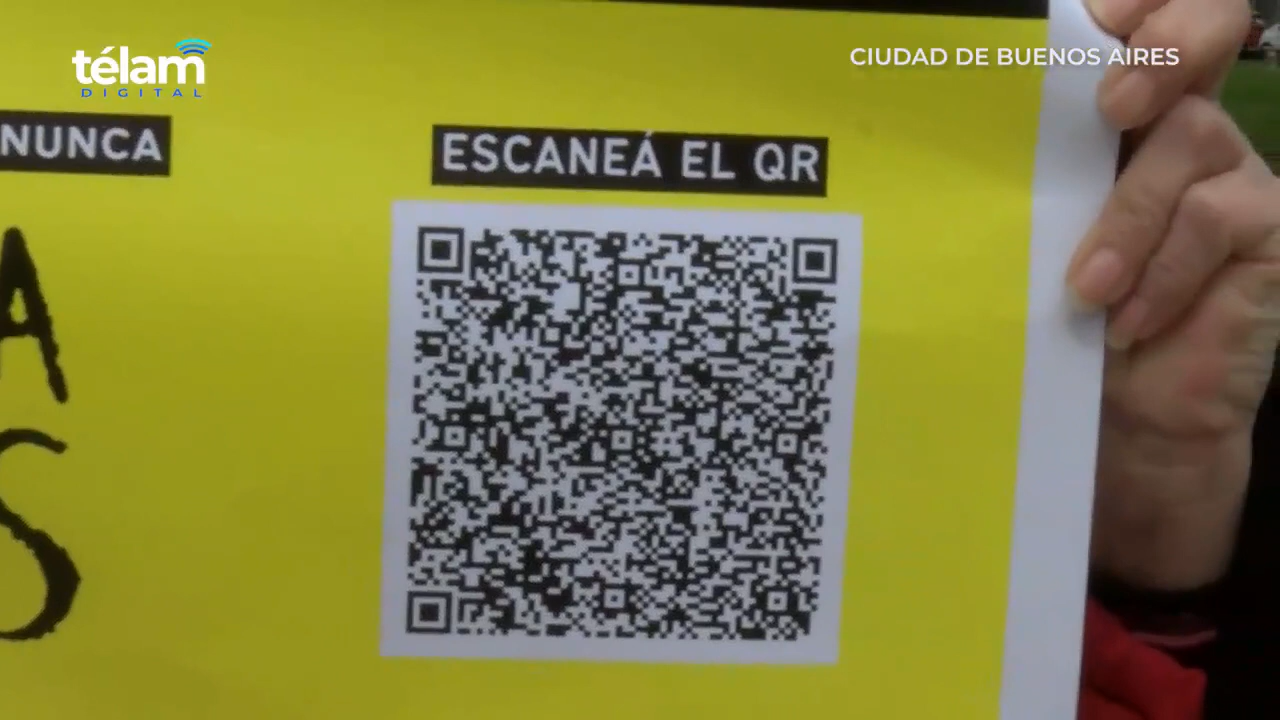 télam
DIGITAL
CIUDAD DE BUENOS AIRES
NUNCA
ESCANEÁ EL QR
A
S